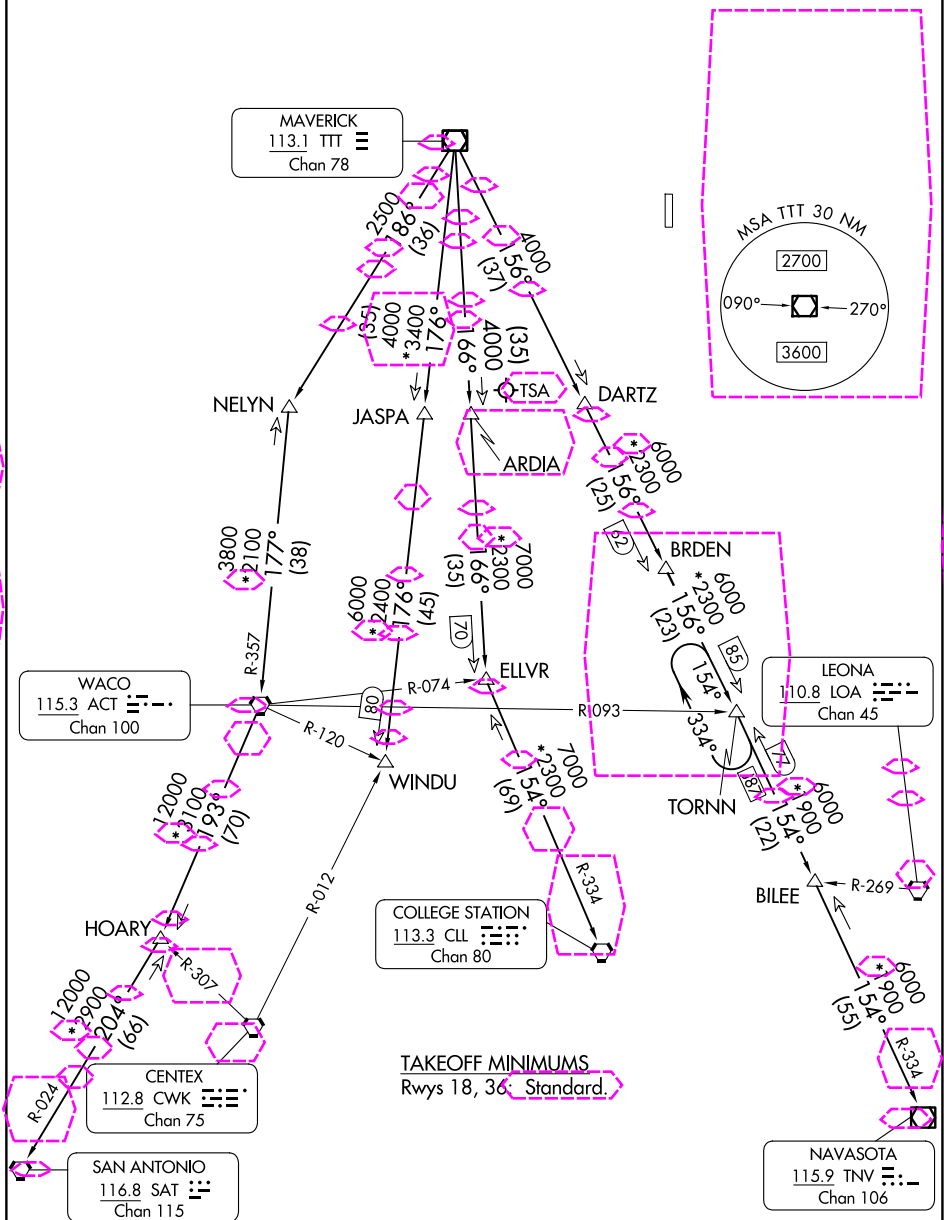 MAVERICK
113.1 TTT
Chan 78
MSA TTT 30 NM
2700
090°
270°
3600
2500
186°
(36)
(35)
4000
*3400
176°
4000
166°
(35)
4000
156°
(37)
TSA
NELYN
JASPA
ARDIA
DARTZ
6000
*2300
156°
(25)
62
BRDEN
3800
*2100
177°
(38)
6000
*2400
176°
(45)
7000
*2300
166°
(35)
70
6000
*2300
156°
(23)
85
154°
334°
R-357
WACO
115.3 ACT
Chan 100
R-074
ELLVR
R-093
R-120
80
WINDU
LEONA
110.8 LOA
Chan 45
77
87
TORNN
7000
*2300
154°
(69)
6000
*1900
154°
(22)
12000
*3100
193°
(70)
R-012
R-334
BILEE
R-269
HOARY
R-307
COLLEGE STATION
113.3 CLL
Chan 80
12000
*2900
204°
(66)
6000
*1900
154°
(55)
R-334
R-024
CENTEX
112.8 CWK
Chan 75
TAKEOFF MINIMUMS
Rwys 18, 36: Standard.
SAN ANTONIO
116.8 SAT
Chan 115
NAVASOTA
115.9 TNV
Chan 106